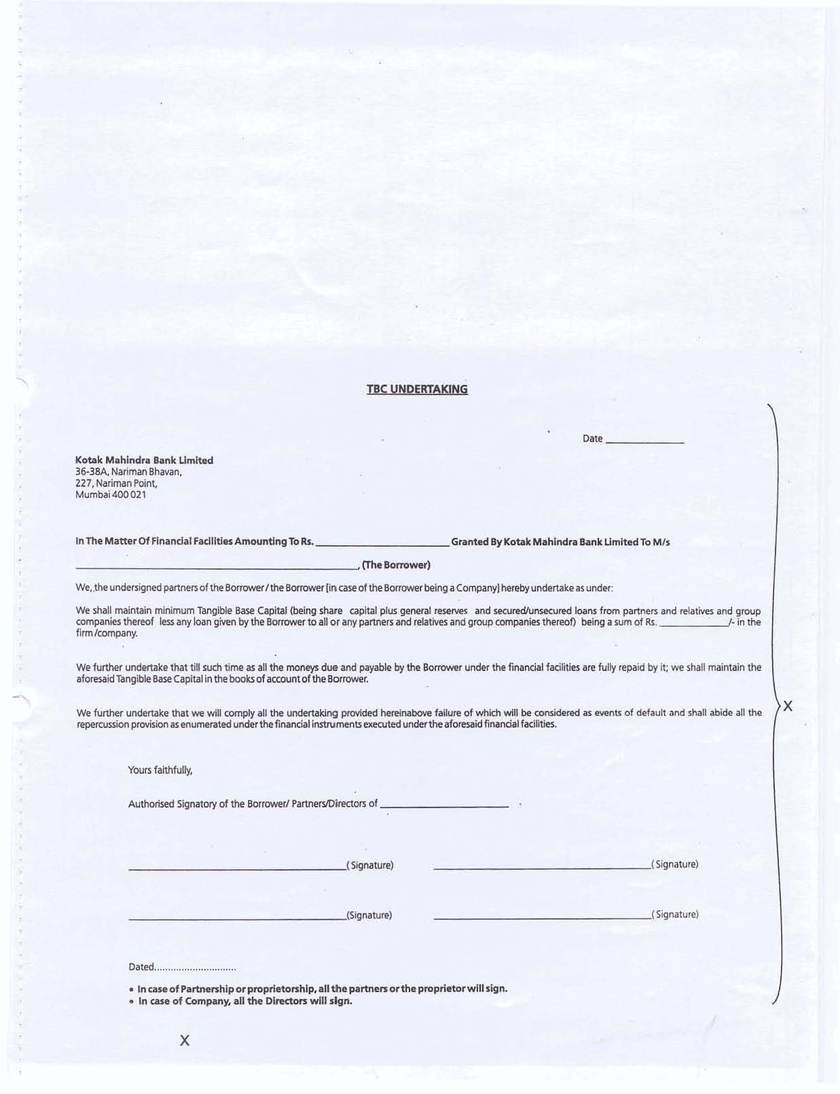 TBC UNDERTAKING
Date ____________
Kotak Mahindra Bank Limited
36-38A, Nariman Bhavan,
227, Nariman Point,
Mumbai 400 021
In The Matter Of Financial Facilities Amounting To Rs. ____________________ Granted By Kotak Mahindra Bank Limited To M/s
____________________, (The Borrower)
We, the undersigned partners of the Borrower / the Borrower [in case of the Borrower being a Company] hereby undertake as under:
We shall maintain minimum Tangible Base Capital (being share capital plus general reserves and secured/unsecured loans from partners and relatives and group
companies thereof less any loan given by the Borrower to all or any partners and relatives and group companies thereof) being a sum of Rs. ____________/- in the
firm/company.
We further undertake that till such time as all the moneys due and payable by the Borrower under the financial facilities are fully repaid by it; we shall maintain the
aforesaid Tangible Base Capital in the books of account of the Borrower.
We further undertake that we will comply all the undertaking provided hereinabove failure of which will be considered as events of default and shall abide all the
repercussion provision as enumerated under the financial instruments executed under the aforesaid financial facilities.
X
Yours faithfully,
Authorised Signatory of the Borrower/ Partners/Directors of ____________________
____________________(Signature) ____________________(Signature)
____________________(Signature) ____________________(Signature)
Dated..............................
• In case of Partnership or proprietorship, all the partners or the proprietor will sign.
• In case of Company, all the Directors will sign.
X